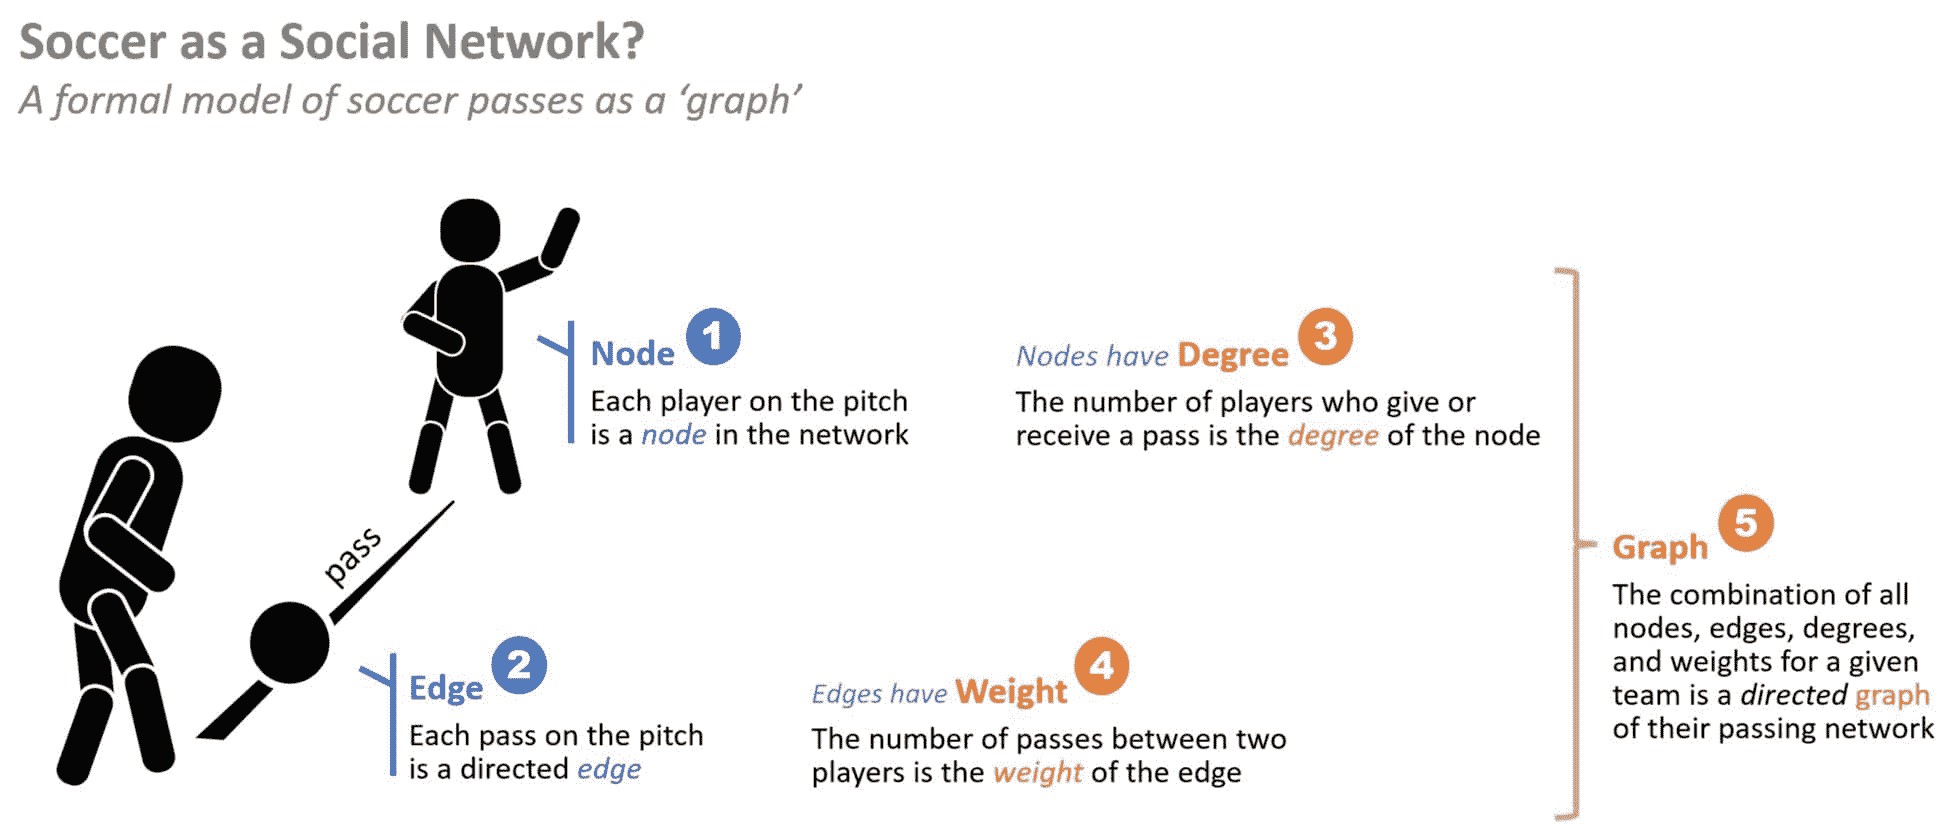 Soccer as a Social Network?
A formal model of soccer passes as a ‘graph’
Node 1
Each player on the pitch
is a node in the network
Nodes have Degree 3
The number of players who give or
receive a pass is the degree of the node
pass
Edge 2
Each pass on the pitch
is a directed edge
Edges have Weight 4
The number of passes between two
players is the weight of the edge
Graph 5
The combination of all
nodes, edges, degrees,
and weights for a given
team is a directed graph
of their passing network